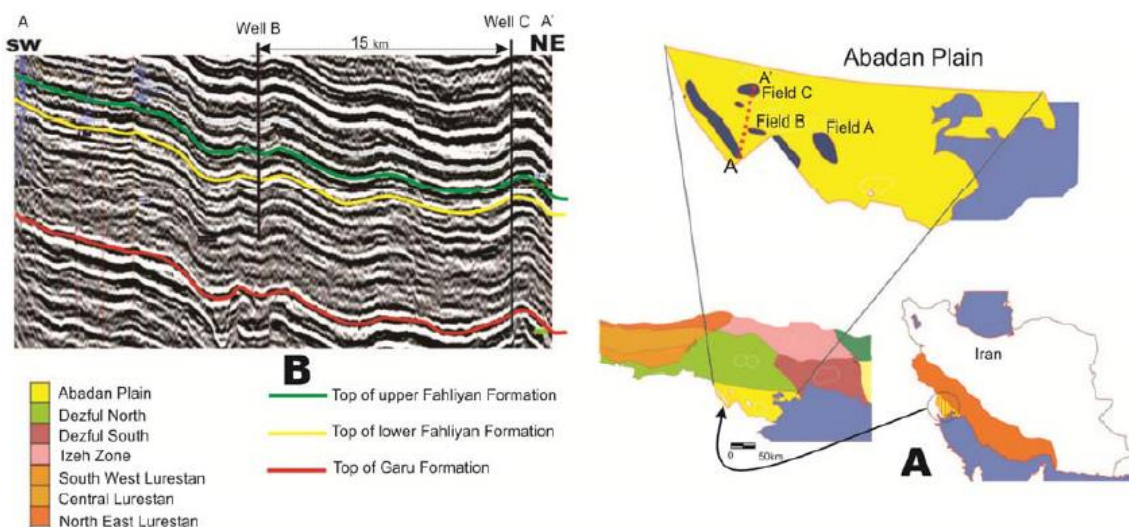 A
SW
Well B
15 km
Well C
A'
NE
B
Abadan Plain
Dezful North
Dezful South
Izeh Zone
South West Lurestan
Central Lurestan
North East Lurestan
Top of upper Fahliyan Formation
Top of lower Fahliyan Formation
Top of Garu Formation
Abadan Plain
A'
Field C
Field B
Field A
A
Iran
0 50km
A